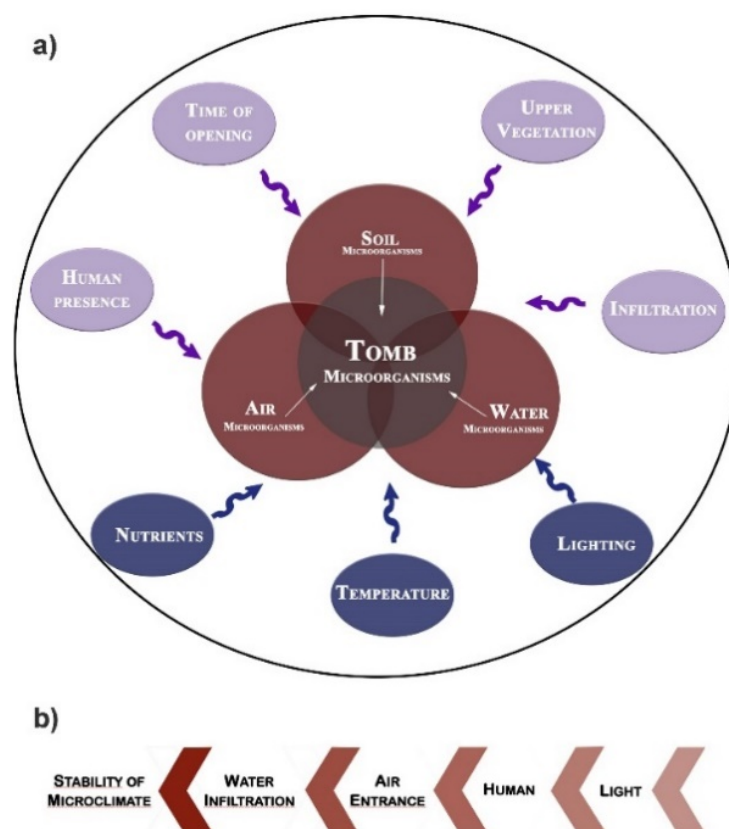 a)
TIME OF
OPENING
UPPER
VEGETATION
SOIL
MICROORGANISMS
HUMAN
PRESENCE
INFILTRATION
TOMB
MICROORGANISMS
AIR
MICROORGANISMS
WATER
MICROORGANISMS
NUTRIENTS
LIGHTING
TEMPERATURE
b)
STABILITY OF
MICROCLIMATE
WATER
INFILTRATION
AIR
ENTRANCE
HUMAN
LIGHT